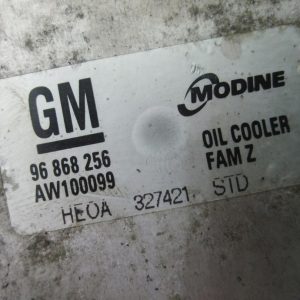 GM
MODINE
96 868 256
AW100099
OIL COOLER
FAM Z
HEOA 327421 STD